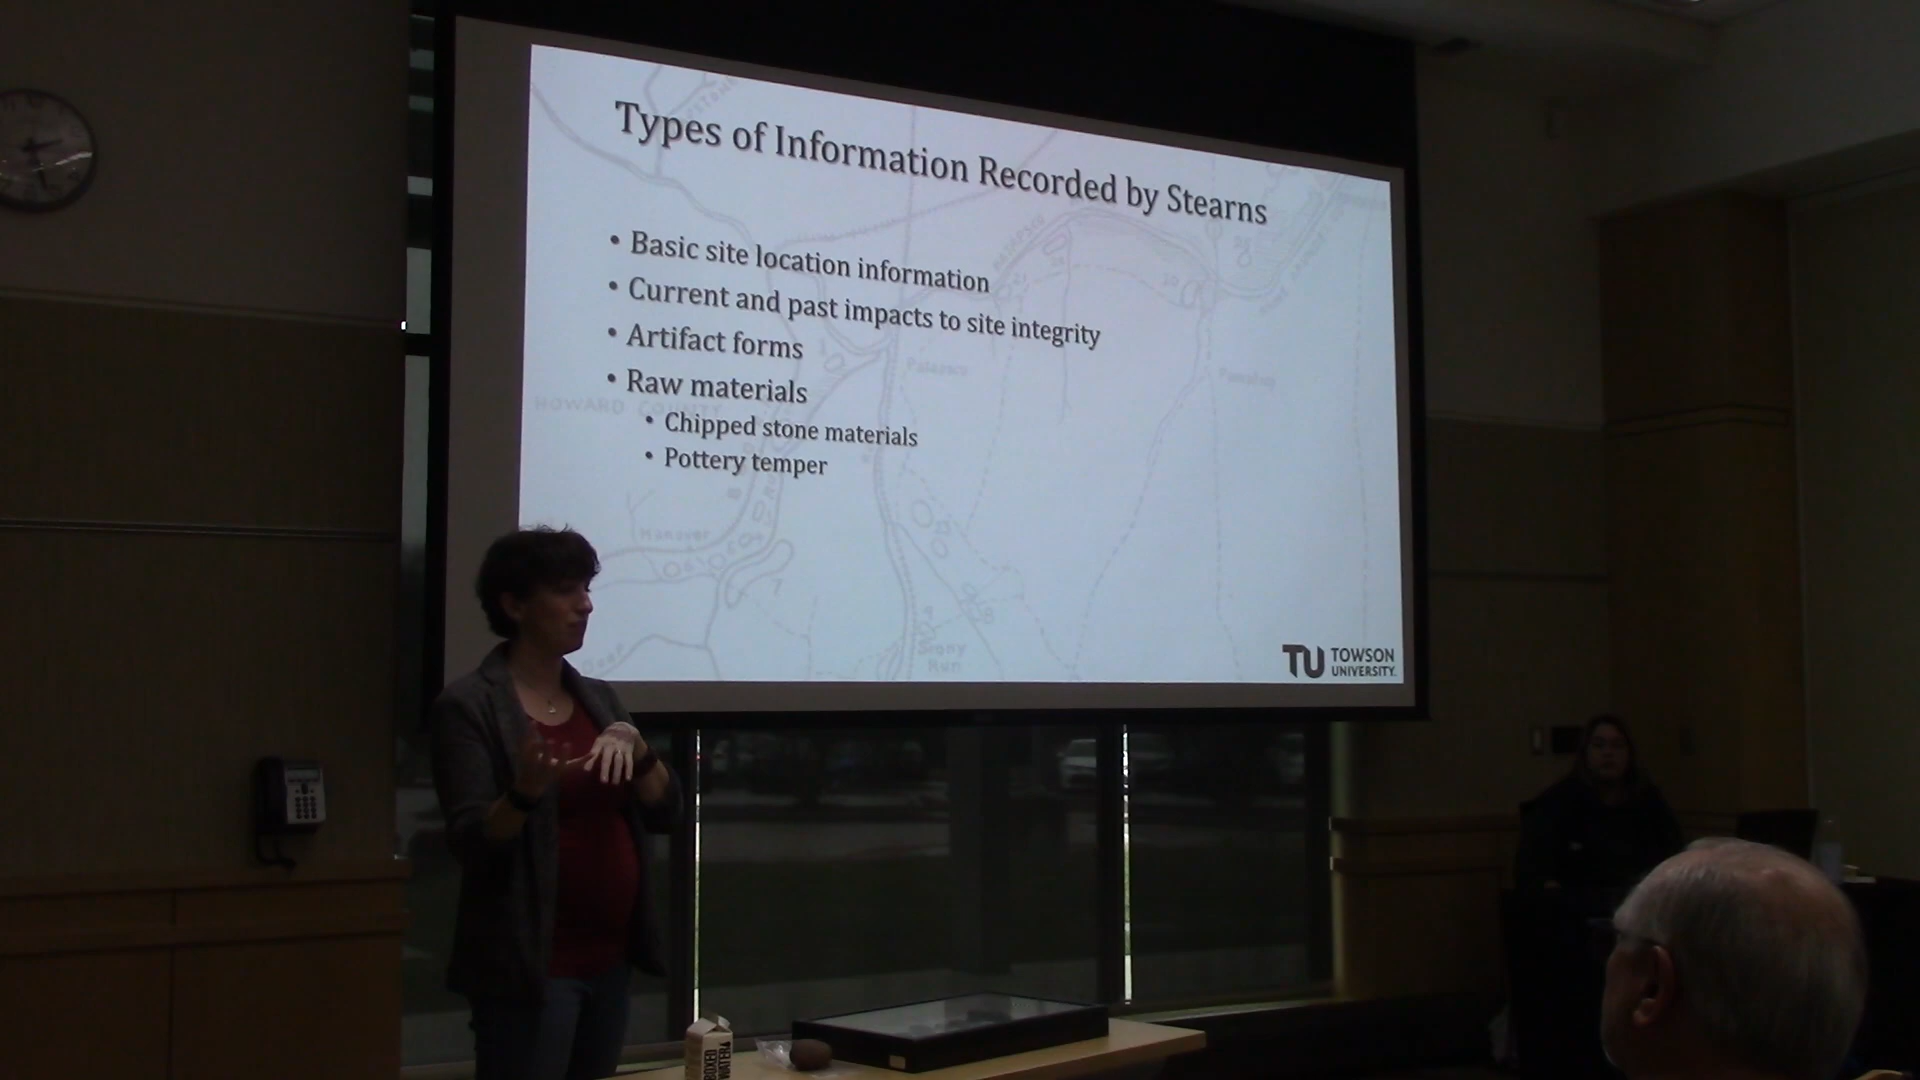 Types of Information Recorded by Stearns
• Basic site location information
• Current and past impacts to site integrity
• Artifact forms
• Raw materials
• Chipped stone materials
• Pottery temper
HOWARD COUNTY
Hanover
7
Stony
Run
TU TOWSON
UNIVERSITY
BOXED
WATER